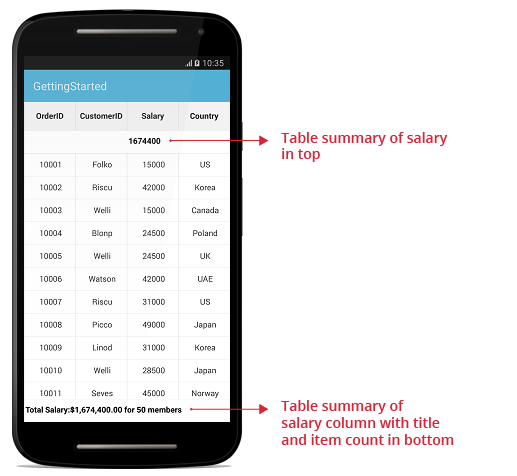 10:35
GettingStarted
OrderID CustomerID Salary Country
1674400
Table summary of salary
in top
10001 Folko 15000 US
10002 Riscu 42000 Korea
10003 Welli 15000 Canada
10004 Blonp 24500 Poland
10005 Welli 24500 UK
10006 Watson 42000 UAE
10007 Riscu 31000 US
10008 Picco 49000 Japan
10009 Linod 31000 Korea
10010 Welli 28500 Japan
10011 Seves 45000 Norway
Total Salary:$1,674,400.00 for 50 members
Table summary of
salary column with title
and item count in bottom